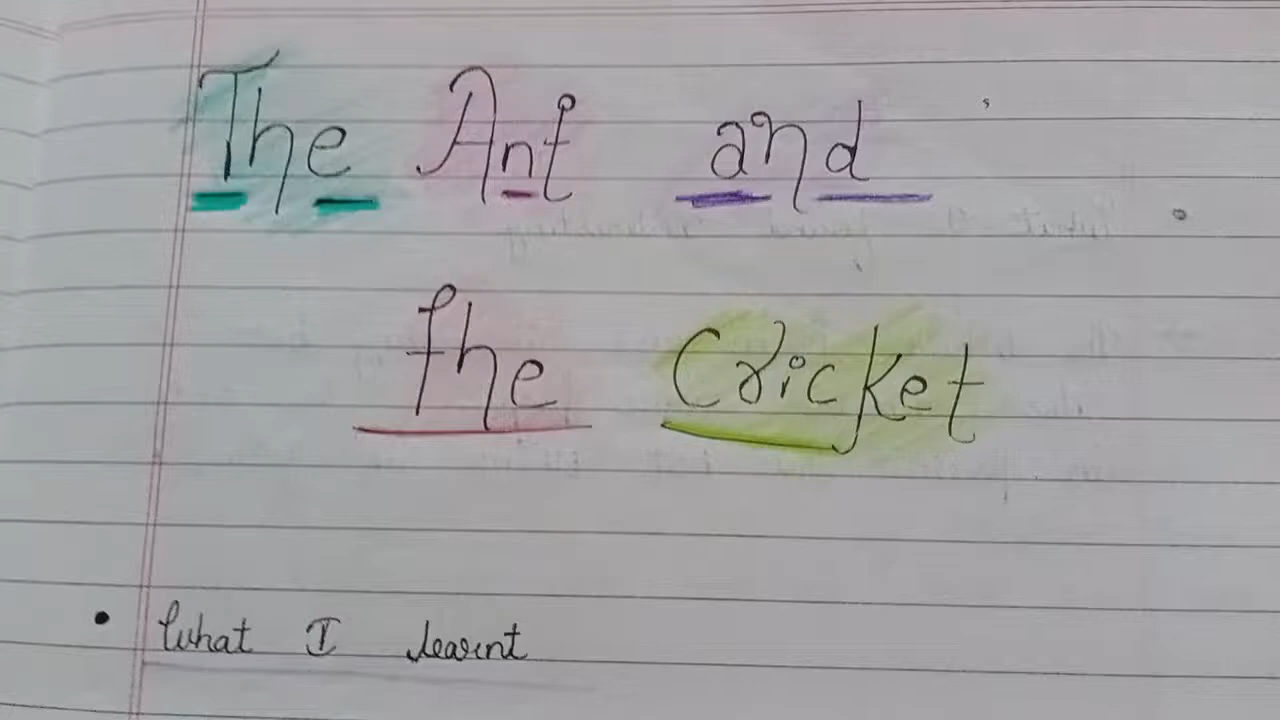 The Ant and
the Cricket
• What I learnt